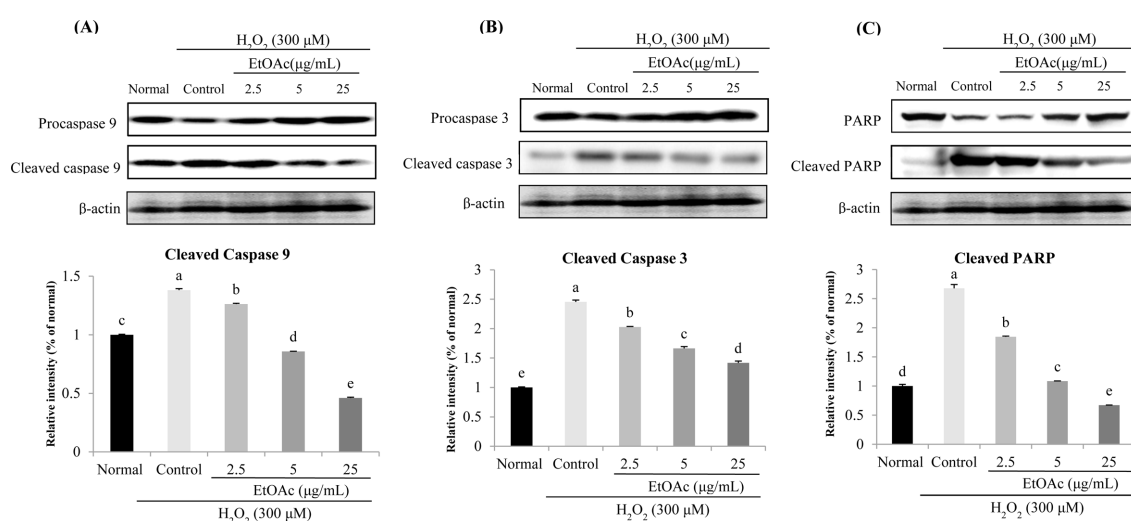 (A)
H₂O₂ (300 μM)
EtOAc(μg/mL)
Normal Control 2.5 5 25
Procaspase 9
Cleaved caspase 9
β-actin
Cleaved Caspase 9
Relative intensity (% of normal)
1.5
1
0.5
0
c a b d e
Normal Control 2.5 5 25
EtOAc (μg/mL)
H₂O₂ (300 μM)
(B)
H₂O₂ (300 μM)
EtOAc(μg/mL)
Normal Control 2.5 5 25
Procaspase 3
Cleaved caspase 3
β-actin
Cleaved Caspase 3
Relative intensity (% of normal)
3
2.5
2
1.5
1
0.5
0
e a b c d
Normal Control 2.5 5 25
EtOAc (μg/mL)
H₂O₂ (300 μM)
(C)
H₂O₂ (300 μM)
EtOAc(μg/mL)
Normal Control 2.5 5 25
PARP
Cleaved PARP
β-actin
Cleaved PARP
Relative intensity (% of normal)
3
2.5
2
1.5
1
0.5
0
d a b c e
Normal Control 2.5 5 25
EtOAc (μg/mL)
H₂O₂ (300 μM)